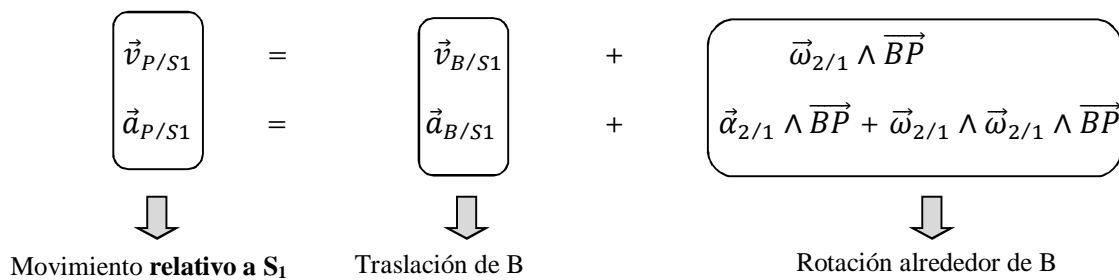 v⃗_{P/S1} = v⃗_{B/S1} + ω⃗_{2/1} ∧ BP⃗
a⃗_{P/S1} = a⃗_{B/S1} + α⃗_{2/1} ∧ BP⃗ + ω⃗_{2/1} ∧ ω⃗_{2/1} ∧ BP⃗
Movimiento relativo a S₁ Traslación de B Rotación alrededor de B